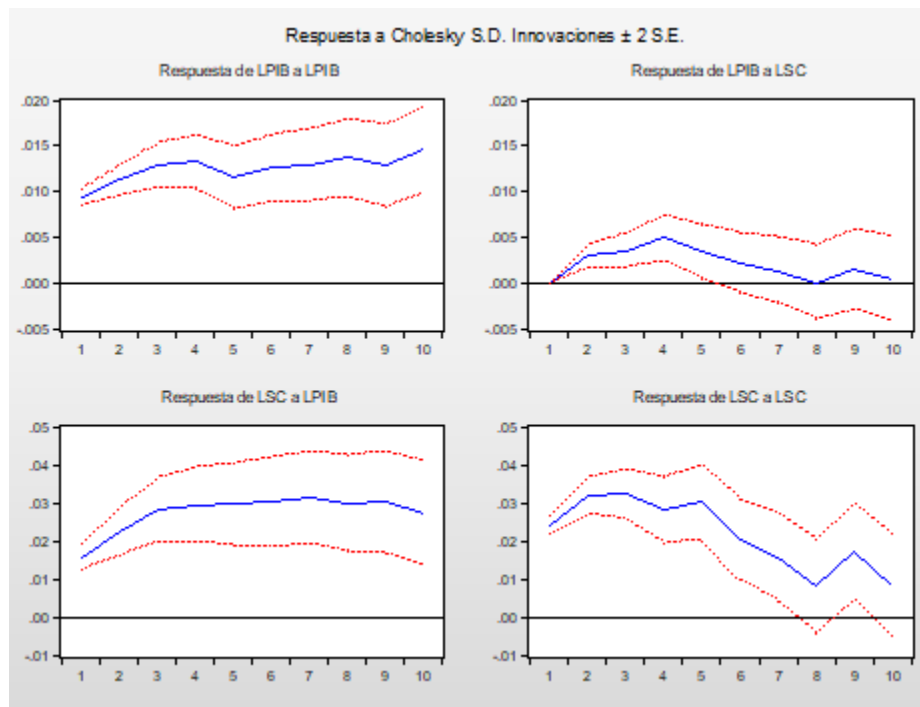 Respuesta a Cholesky S.D. Innovaciones ± 2 S.E.
Respuesta de LPIB a LPIB
.020
.015
.010
.005
.000
-.005
1 2 3 4 5 6 7 8 9 10
Respuesta de LPIB a LSC
.020
.015
.010
.005
.000
-.005
1 2 3 4 5 6 7 8 9 10
Respuesta de LSC a LPIB
.05
.04
.03
.02
.01
.00
-.01
1 2 3 4 5 6 7 8 9 10
Respuesta de LSC a LSC
.05
.04
.03
.02
.01
.00
-.01
1 2 3 4 5 6 7 8 9 10